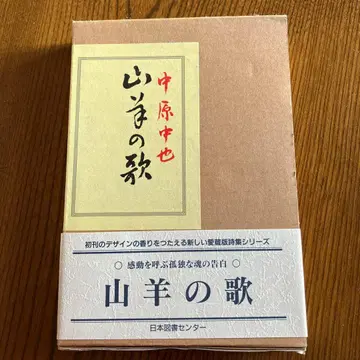 中原中也
山羊の歌
初刊のデザインの香りをつたえる新しい愛蔵版詩集シリーズ
○ 感動を呼ぶ孤独な魂の告白 ○
山羊の歌
日本図書センター